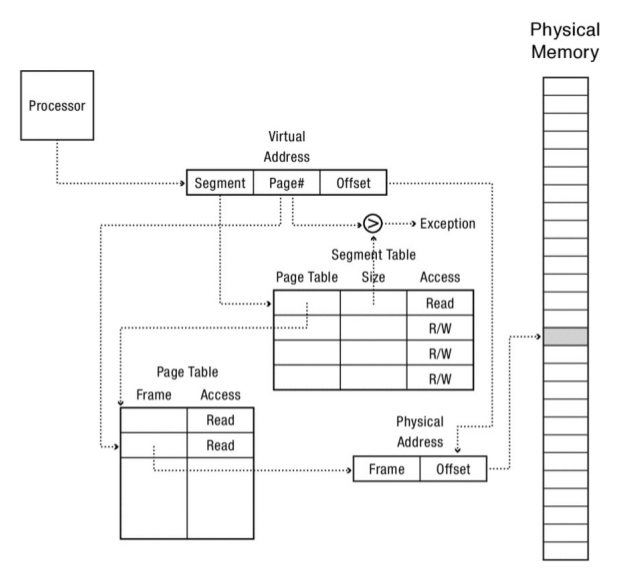 Physical
Memory
Processor
Virtual
Address
Segment Page# Offset
> Exception
Segment Table
Page Table Size Access
Read
R/W
R/W
R/W
Page Table
Frame Access
Read
Read
Physical
Address
Frame Offset